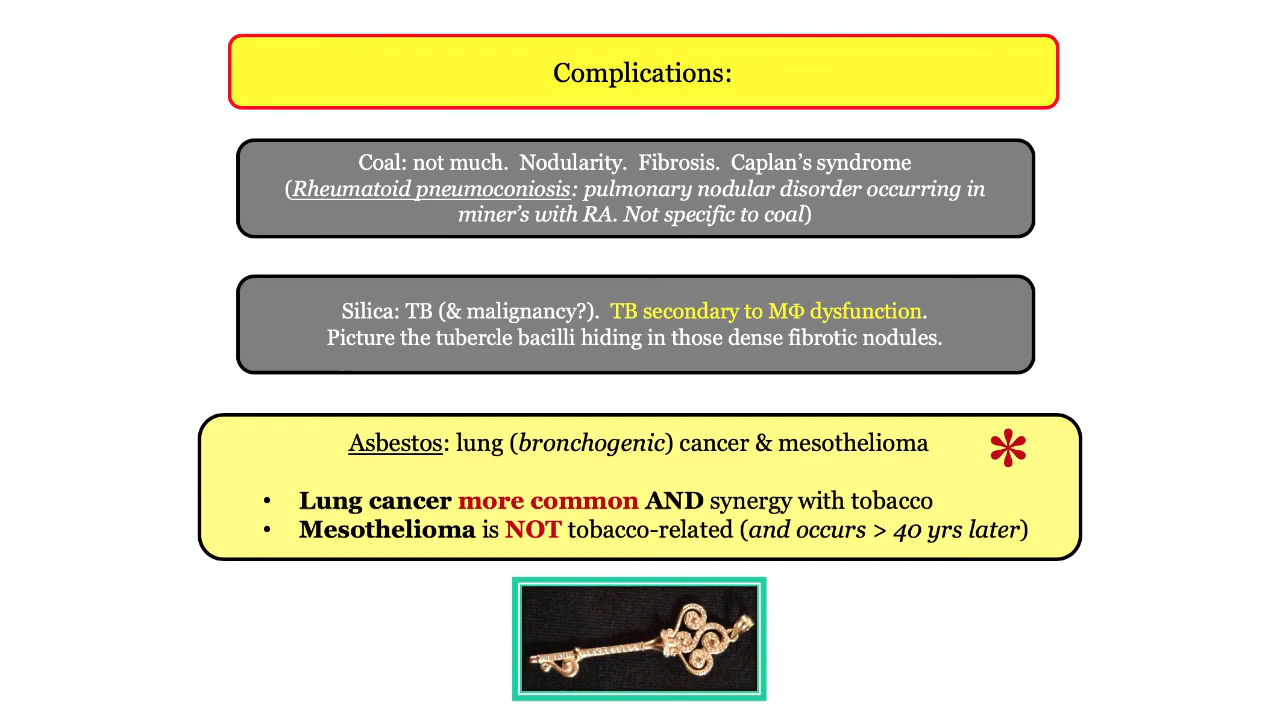 Complications:
Coal: not much.  Nodularity.  Fibrosis.  Caplan’s syndrome
(Rheumatoid pneumoconiosis: pulmonary nodular disorder occurring in
miner’s with RA. Not specific to coal)
Silica: TB (& malignancy?).  TB secondary to MΦ dysfunction.
Picture the tubercle bacilli hiding in those dense fibrotic nodules.
Asbestos: lung (bronchogenic) cancer & mesothelioma
*
• Lung cancer more common AND synergy with tobacco
• Mesothelioma is NOT tobacco-related (and occurs > 40 yrs later)